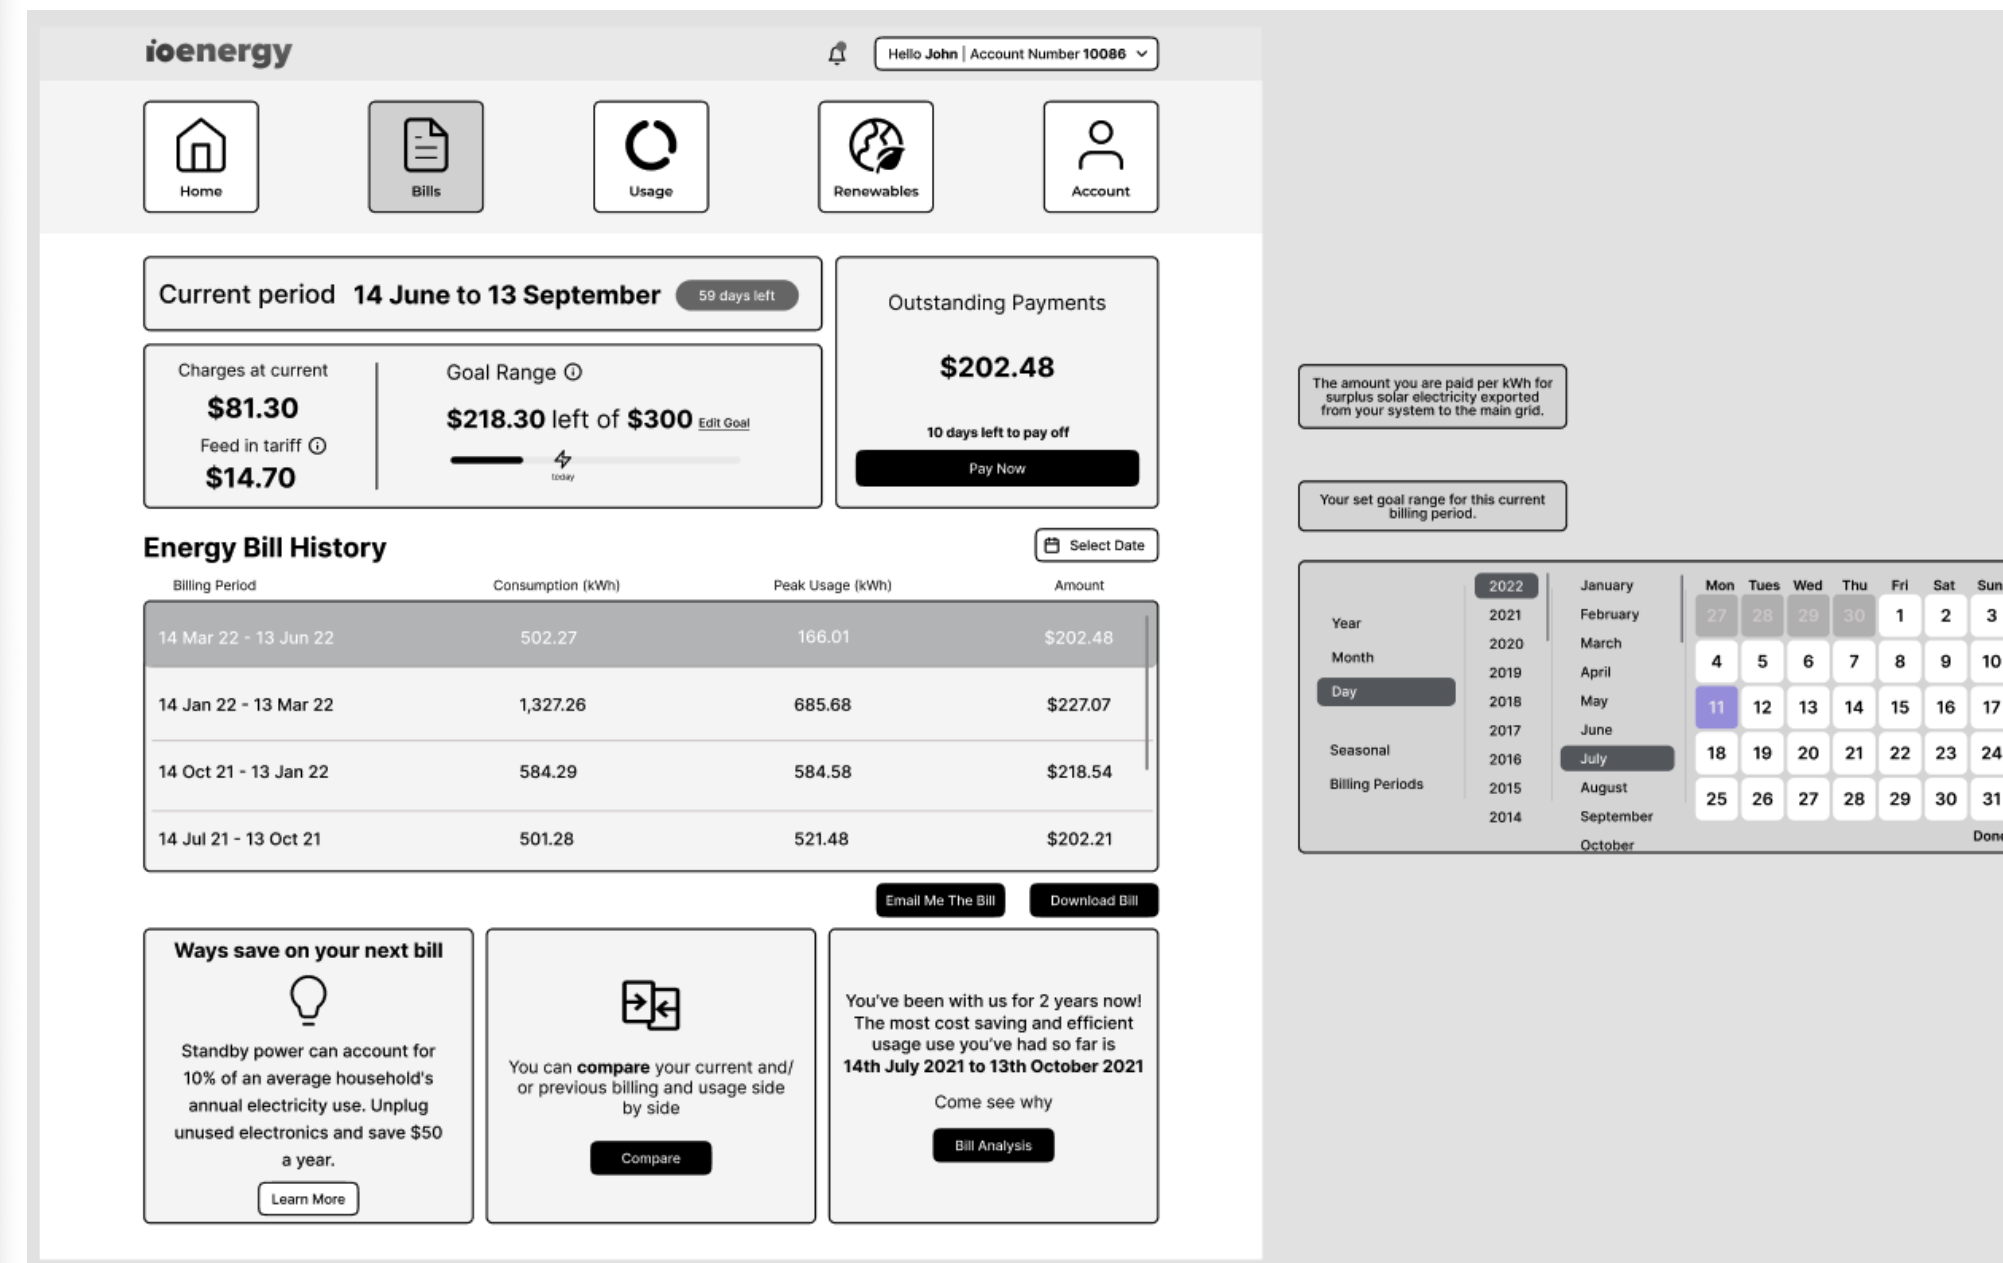 ioenergy
Hello John | Account Number 10086
Home
Bills
Usage
Renewables
Account
Current period 14 June to 13 September 59 days left
Charges at current
$81.30
Feed in tariff
$14.70
Goal Range
$218.30 left of $300 Edit Goal
today
Outstanding Payments
$202.48
10 days left to pay off
Pay Now
Energy Bill History
Select Date
Billing Period Consumption (kWh) Peak Usage (kWh) Amount
14 Mar 22 - 13 Jun 22 502.27 166.01 $202.48
14 Jan 22 - 13 Mar 22 1,327.26 685.68 $227.07
14 Oct 21 - 13 Jan 22 584.29 584.58 $218.54
14 Jul 21 - 13 Oct 21 501.28 521.48 $202.21
Email Me The Bill
Download Bill
Ways save on your next bill
Standby power can account for
10% of an average household's
annual electricity use. Unplug
unused electronics and save $50
a year.
Learn More
You can compare your current and/
or previous billing and usage side
by side
Compare
You've been with us for 2 years now!
The most cost saving and efficient
usage use you've had so far is
14th July 2021 to 13th October 2021
Come see why
Bill Analysis
The amount you are paid per kWh for
surplus solar electricity exported
from your system to the main grid.
Your set goal range for this current
billing period.
Year
Month
Day
Seasonal
Billing Periods
2022
2021
2020
2019
2018
2017
2016
2015
2014
January
February
March
April
May
June
July
August
September
October
Mon Tues Wed Thu Fri Sat Sun
27 28 29 30 1 2 3
4 5 6 7 8 9 10
11 12 13 14 15 16 17
18 19 20 21 22 23 24
25 26 27 28 29 30 31
Done